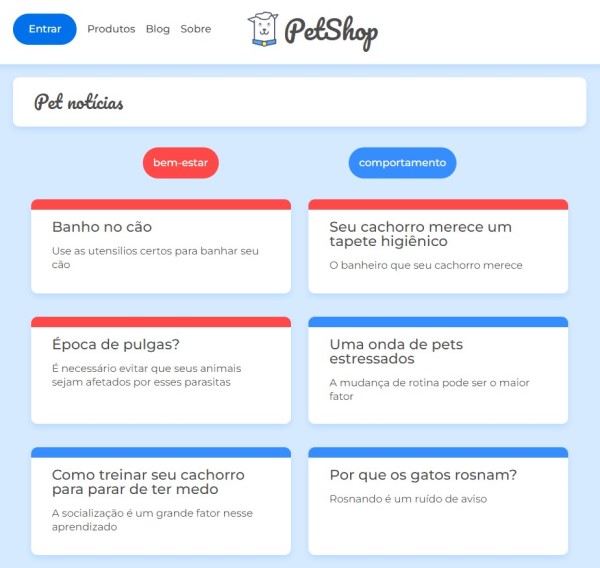 Entrar Produtos Blog Sobre PetShop
Pet notícias
bem-estar comportamento
Banho no cão
Use as utensilios certos para banhar seu
cão
Seu cachorro merece um
tapete higiênico
O banheiro que seu cachorro merece
Época de pulgas?
É necessário evitar que seus animais
sejam afetados por esses parasitas
Uma onda de pets
estressados
A mudança de rotina pode ser o maior
fator
Como treinar seu cachorro
para parar de ter medo
A socialização é um grande fator nesse
aprendizado
Por que os gatos rosnam?
Rosnando é um ruído de aviso